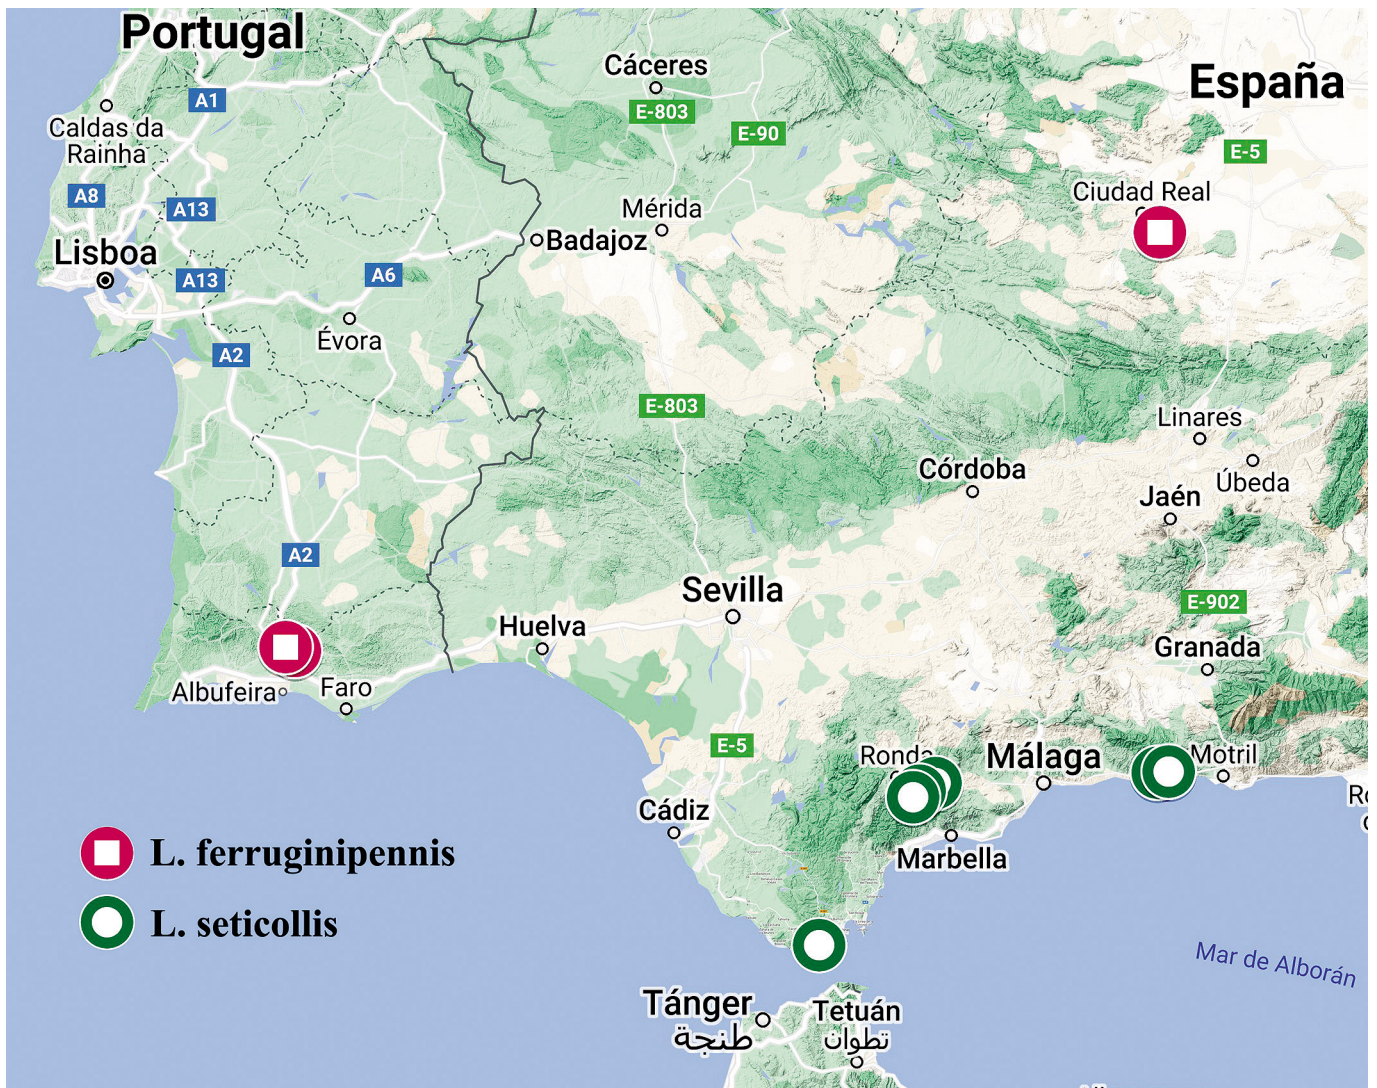 Portugal
Cáceres
España
A1
E-803
Caldas da
Rainha
E-90
E-5
A8
Ciudad Real
A13
Mérida
Lisboa
Badajoz
A13
A6
Évora
A2
E-803
Linares
Córdoba
Úbeda
Jaén
A2
Sevilla
E-902
Huelva
Granada
Albufeira
Faro
E-5
Ronda
Málaga
Motril
Cádiz
Marbella
L. ferruginipennis
L. seticollis
Mar de Alborán
Tánger
طنجة
Tetuán
تطوان